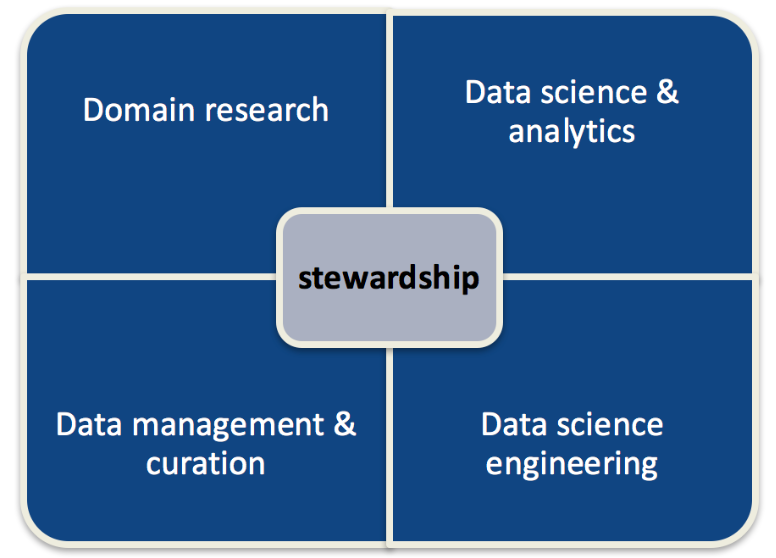 Domain research
Data science &
analytics
stewardship
Data management &
curation
Data science
engineering